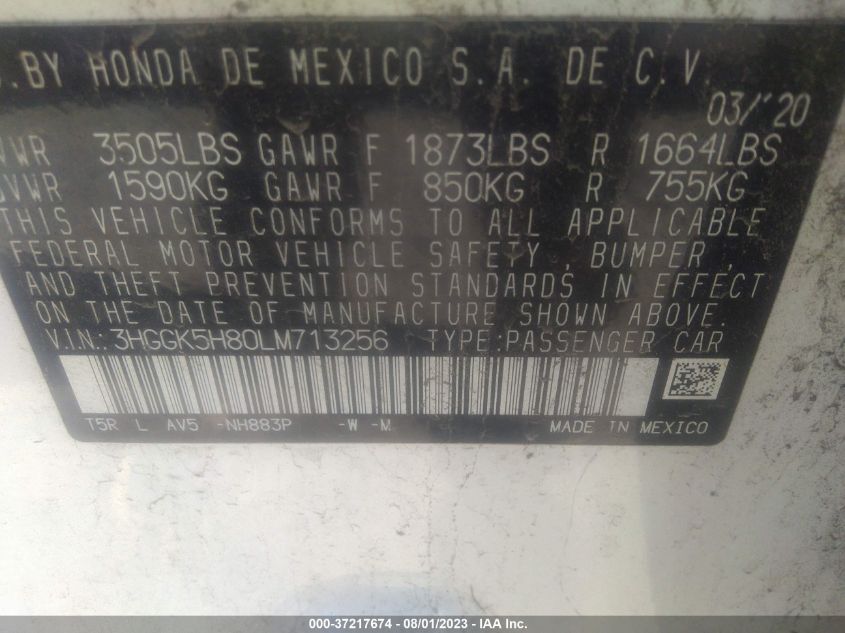 .BY HONDA DE MEXICO S.A. DE C.V.
03/'20
VWR 3505LBS GAWR F 1873LBS R 1664LBS
VWR 1590KG GAWR F 850KG R 755KG
THIS VEHICLE CONFORMS TO ALL APPLICABLE
FEDERAL MOTOR VEHICLE SAFETY, BUMPER,
AND THEFT PREVENTION STANDARDS IN EFFECT
ON THE DATE OF MANUFACTURE SHOWN ABOVE.
V.I.N.:3HGGK5H80LM713256 TYPE:PASSENGER CAR
T5R L AV5 -NH883P -W -M
MADE IN MEXICO
000-37217674 / 08/01/2023 - IAA Inc.